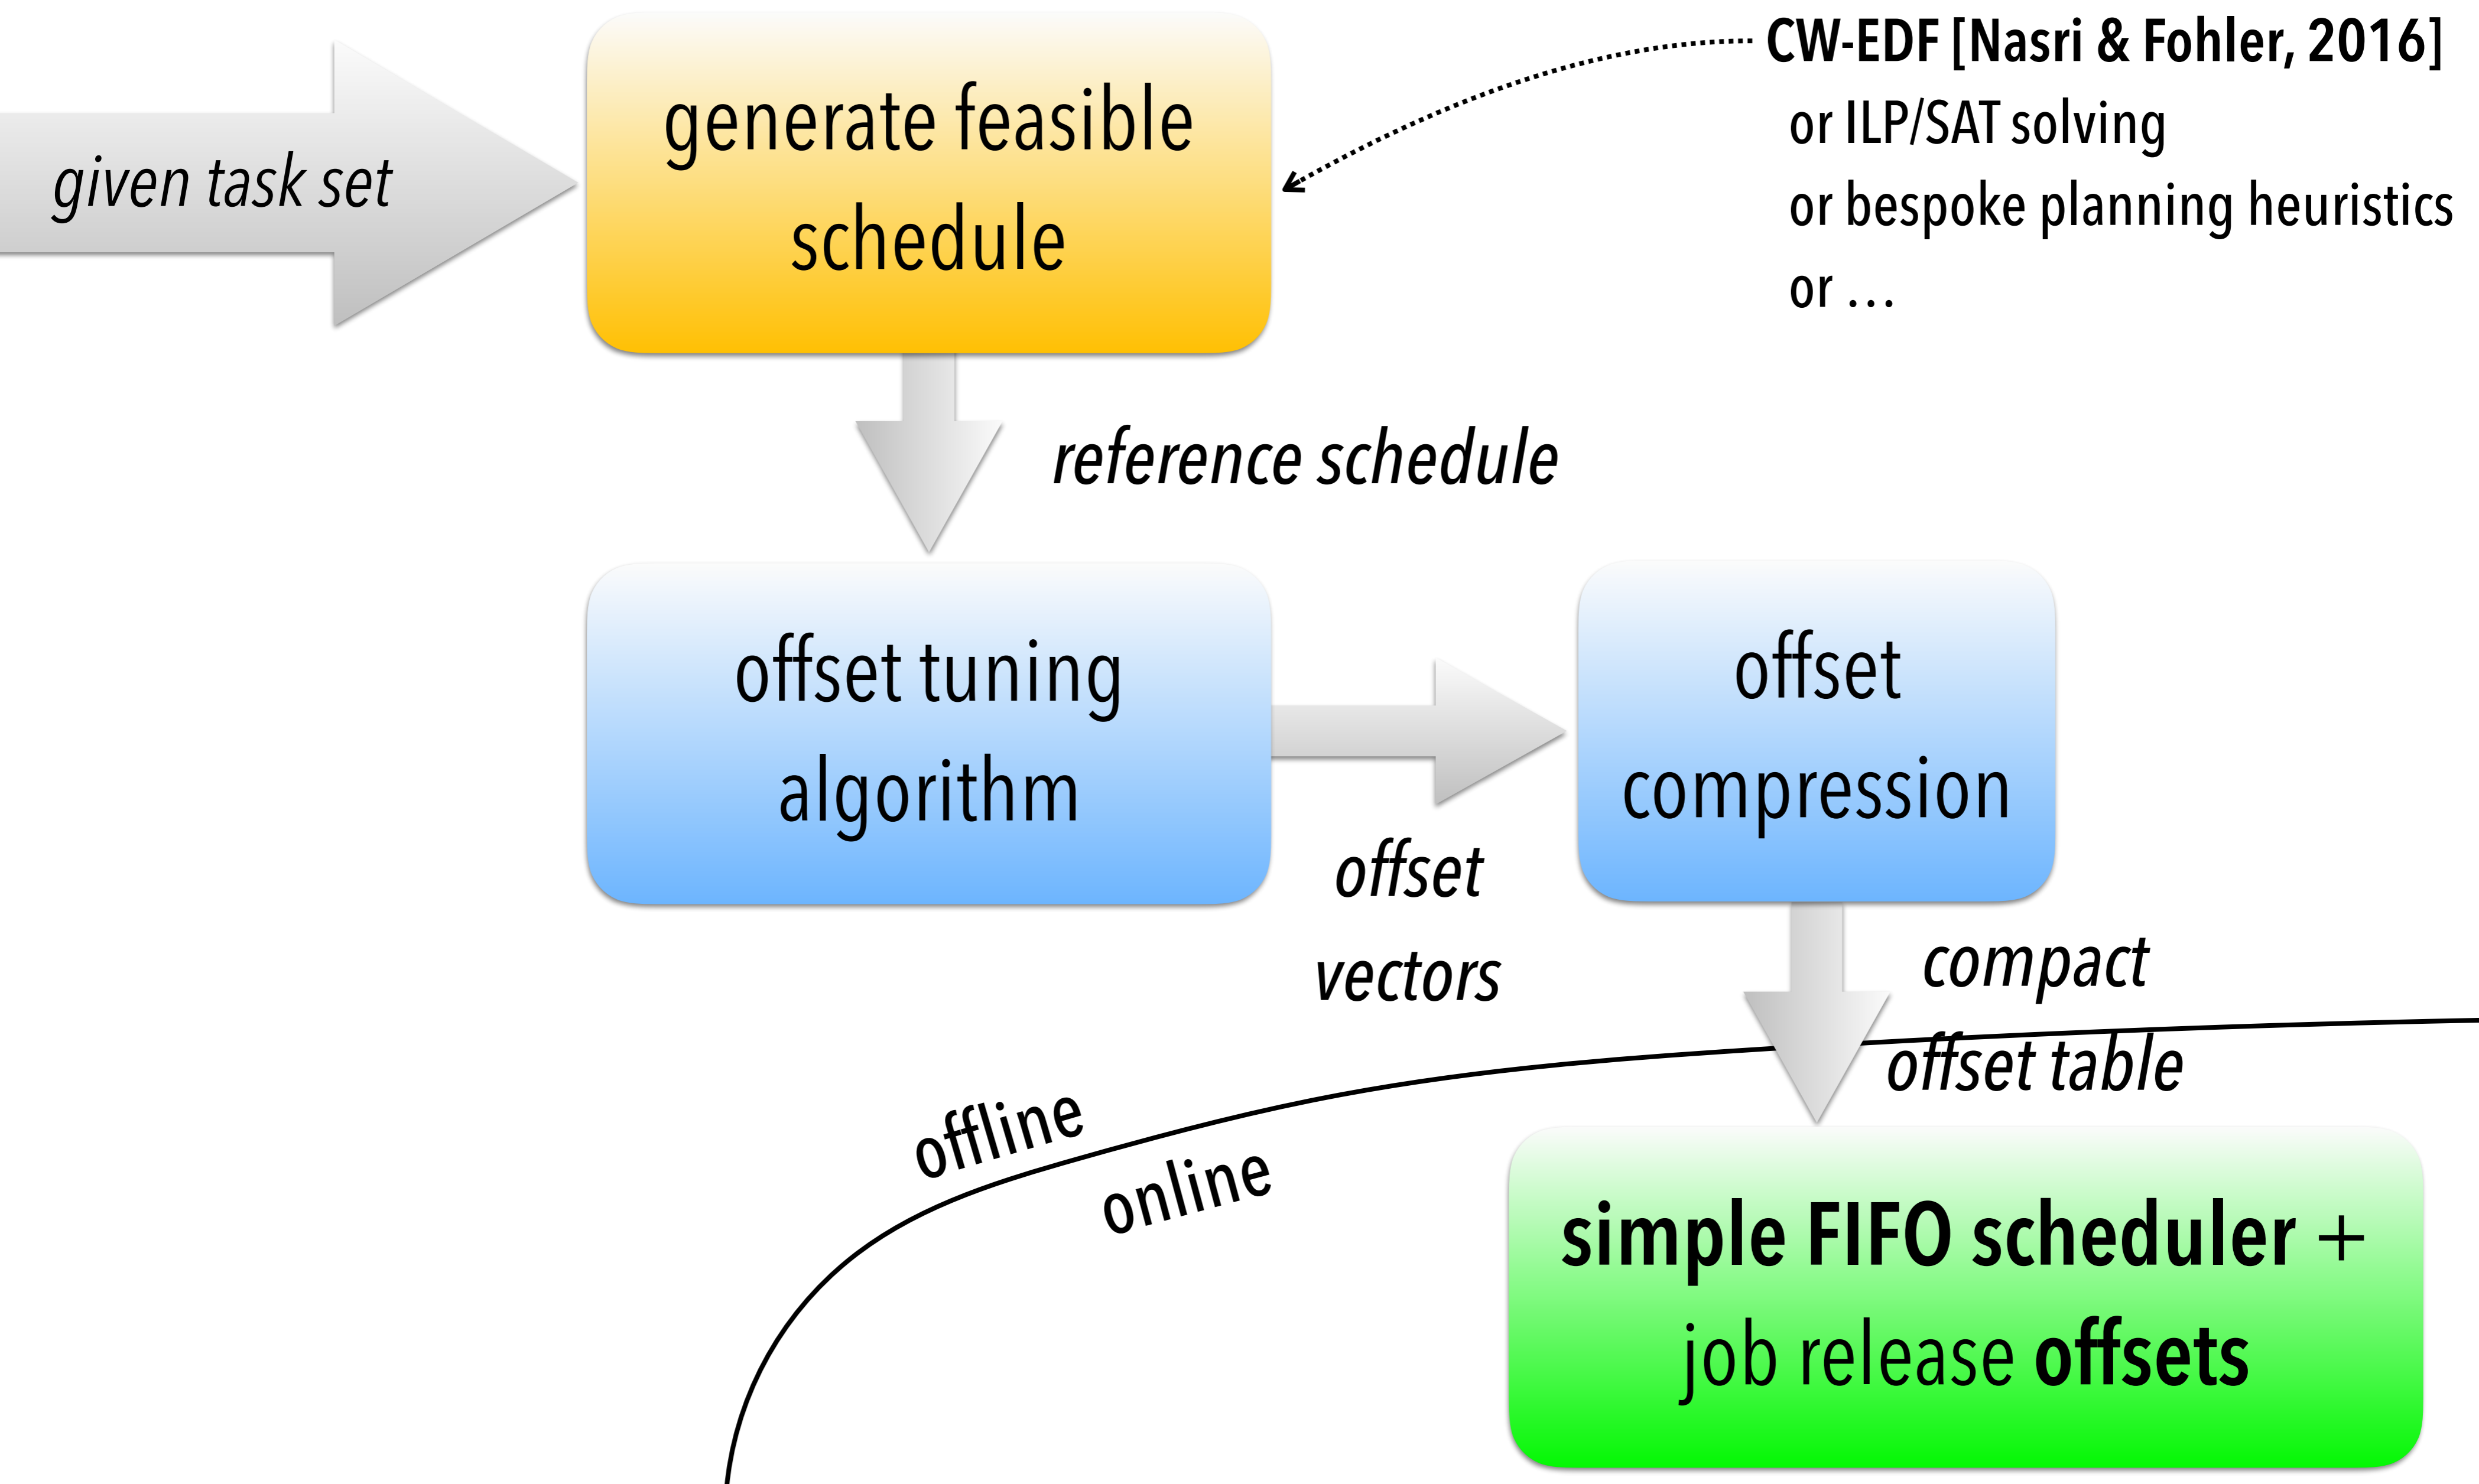 given task set
generate feasible
schedule
CW-EDF [Nasri & Fohler, 2016]
or ILP/SAT solving
or bespoke planning heuristics
or …
reference schedule
offset tuning
algorithm
offset
vectors
offset
compression
compact
offset table
offline
online
simple FIFO scheduler +
job release offsets